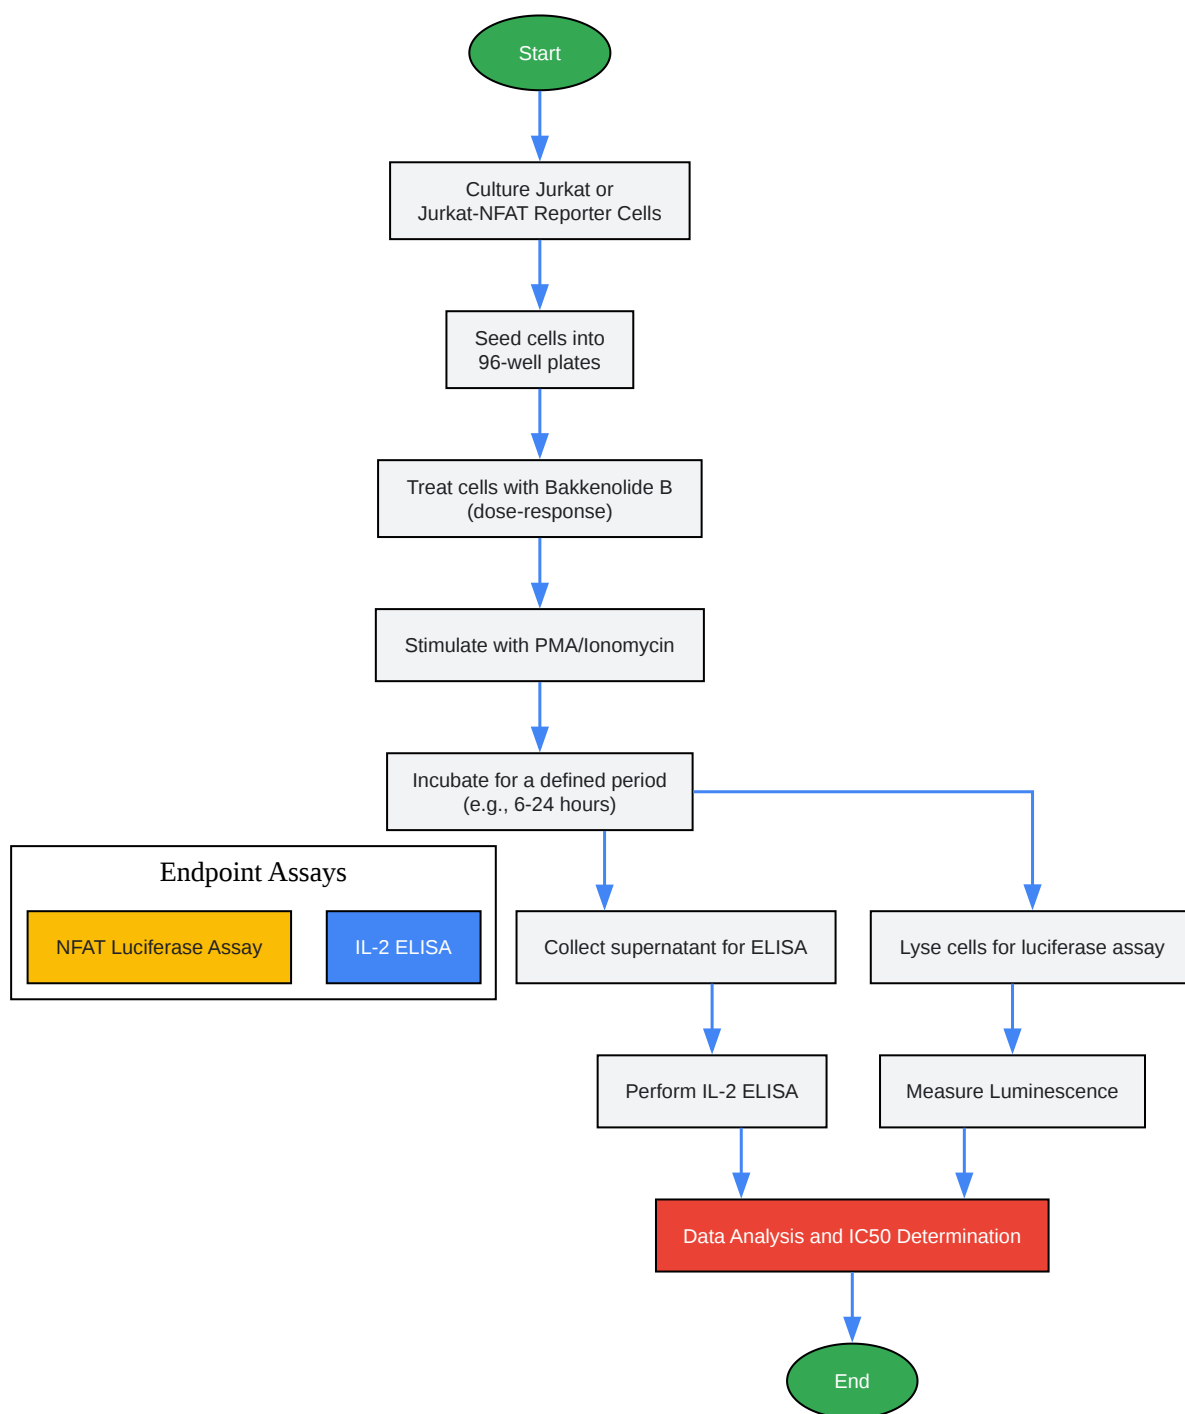 Start
Culture Jurkat or
Jurkat-NFAT Reporter Cells
Seed cells into
96-well plates
Treat cells with Bakkenolide B
(dose-response)
Stimulate with PMA/Ionomycin
Incubate for a defined period
(e.g., 6-24 hours)
Endpoint Assays
NFAT Luciferase Assay
IL-2 ELISA
Collect supernatant for ELISA
Lyse cells for luciferase assay
Perform IL-2 ELISA
Measure Luminescence
Data Analysis and IC50 Determination
End